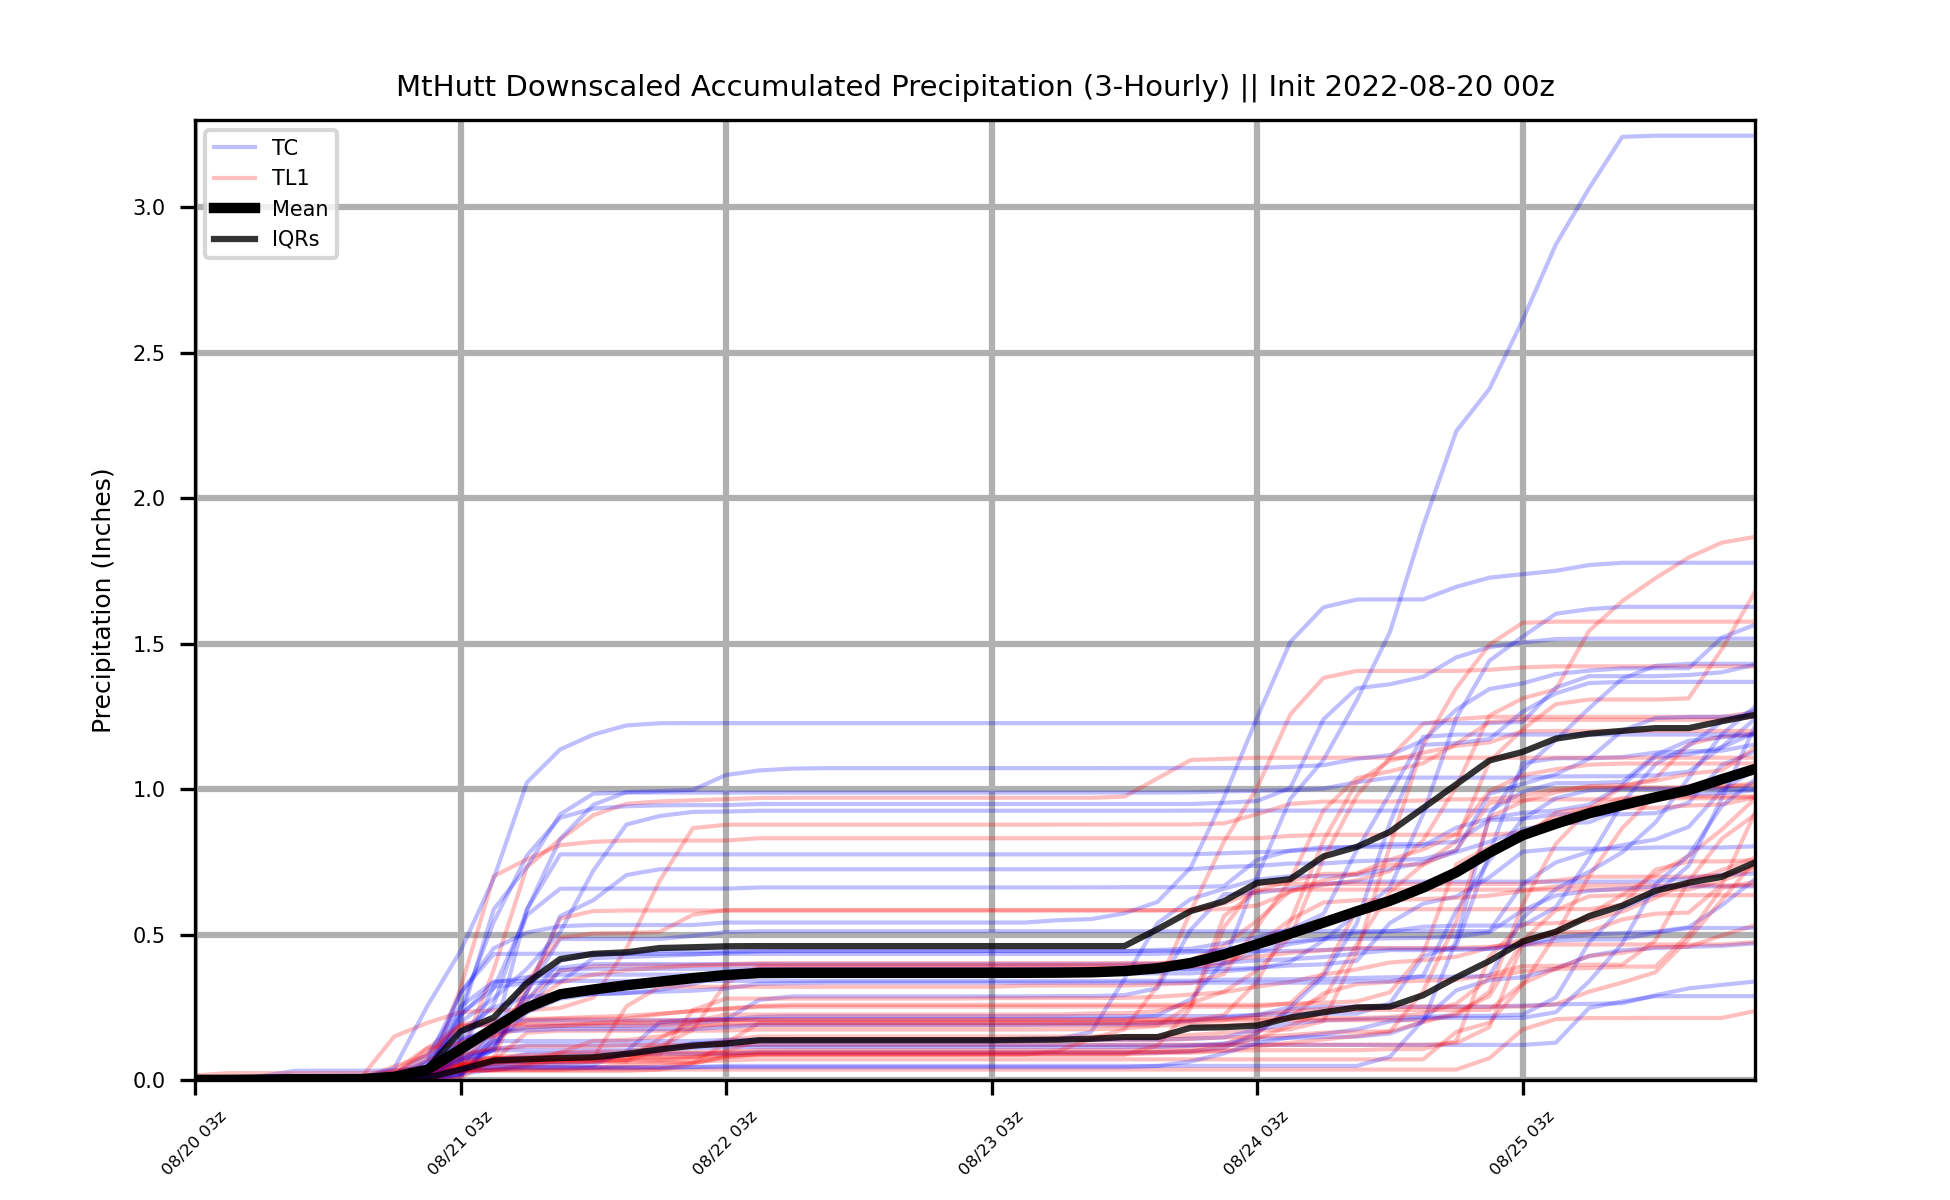 MtHutt Downscaled Accumulated Precipitation (3-Hourly) || Init 2022-08-20 00z
TC
TL1
Mean
IQRs
Precipitation (Inches)
3.0
2.5
2.0
1.5
1.0
0.5
0.0
08/20 03z
08/21 03z
08/22 03z
08/23 03z
08/24 03z
08/25 03z